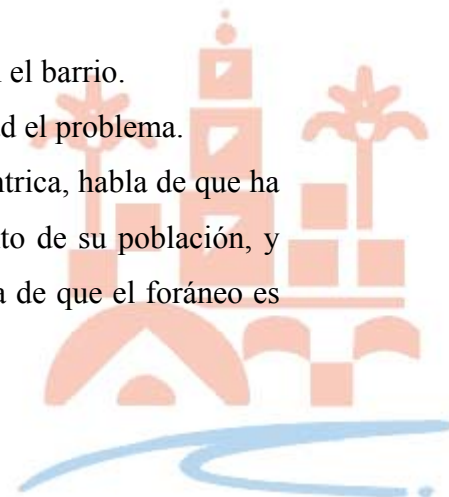 el barrio.
d el problema.
ntrica, habla de que ha
to de su población, y
a de que el foráneo es